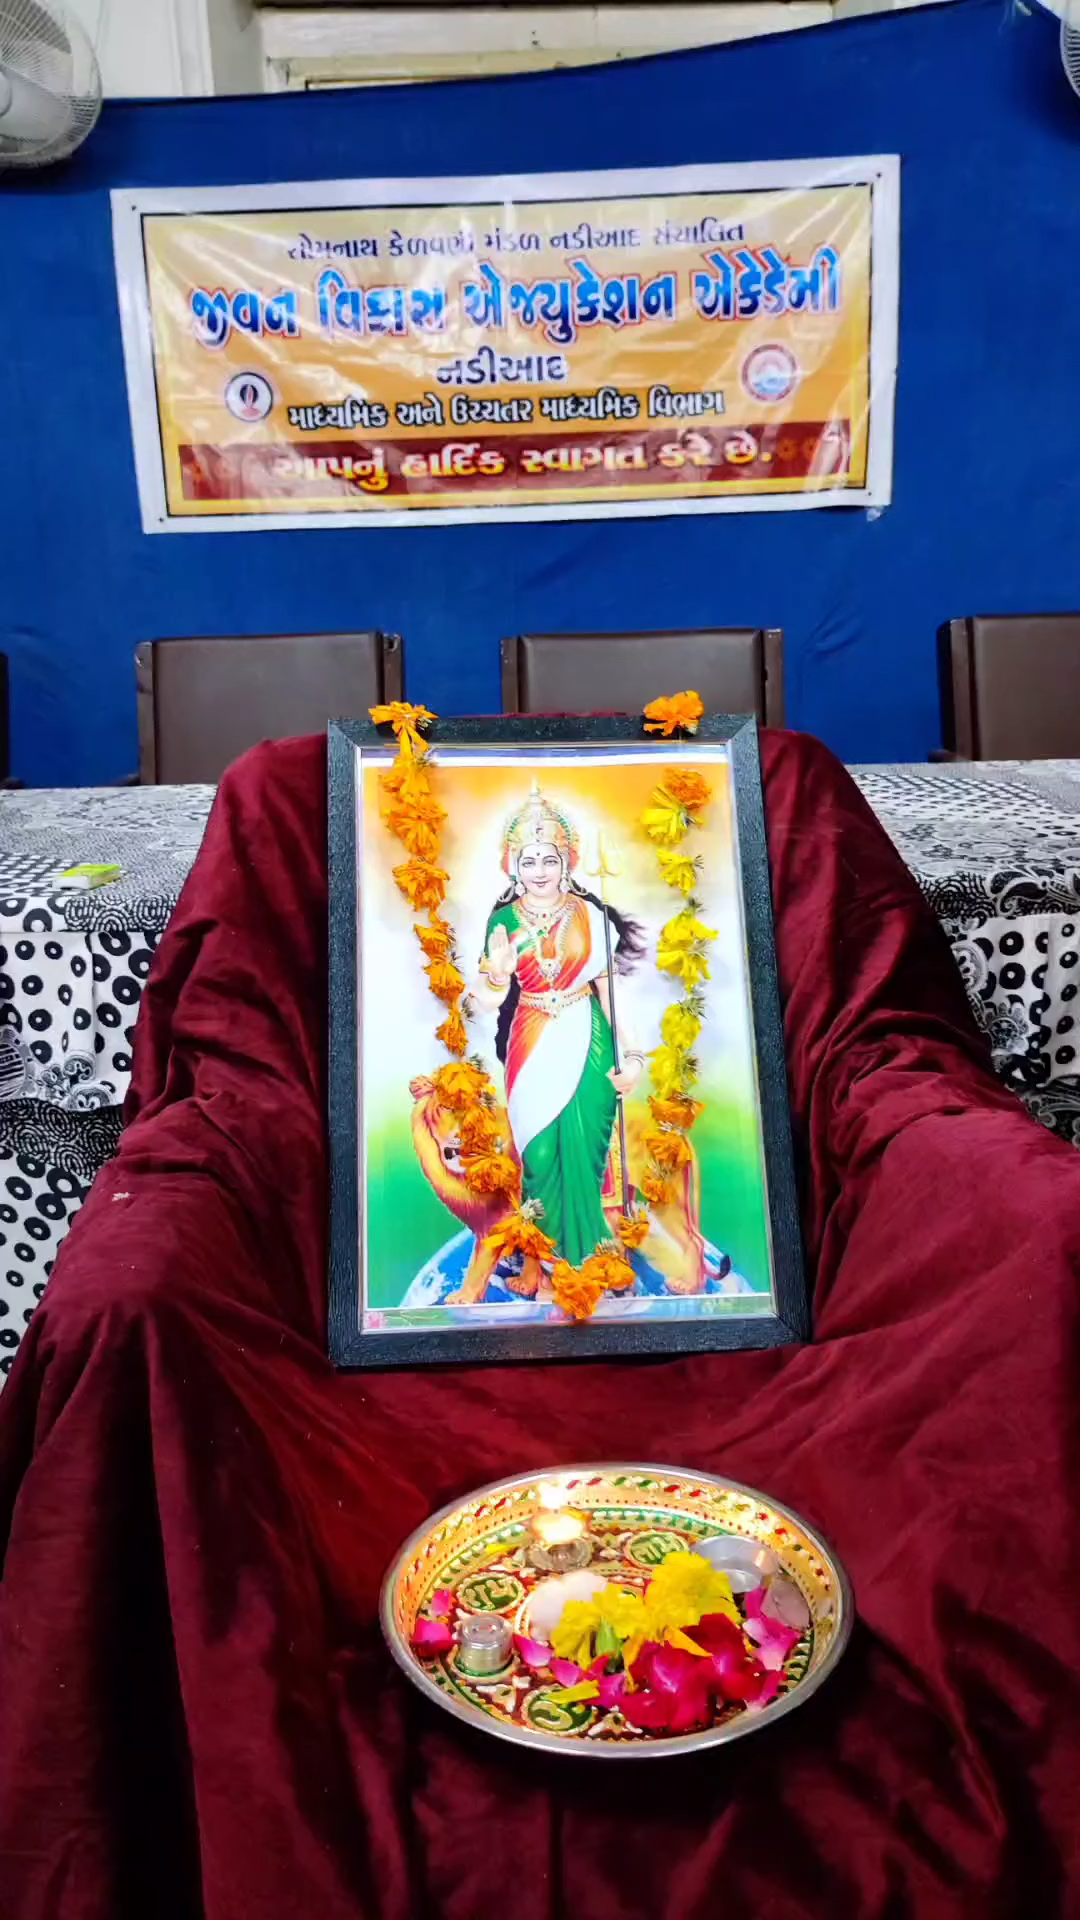 સોમનાથ કેળવણી મંડળ નડીઆદ સંચાલિત
જીવન વિકાસ એજ્યુકેશન એકેડેમી
નડીઆદ
માધ્યમિક અને ઉચ્ચતર માધ્યમિક વિભાગ
આપનું હાર્દિક સ્વાગત કરે છે.